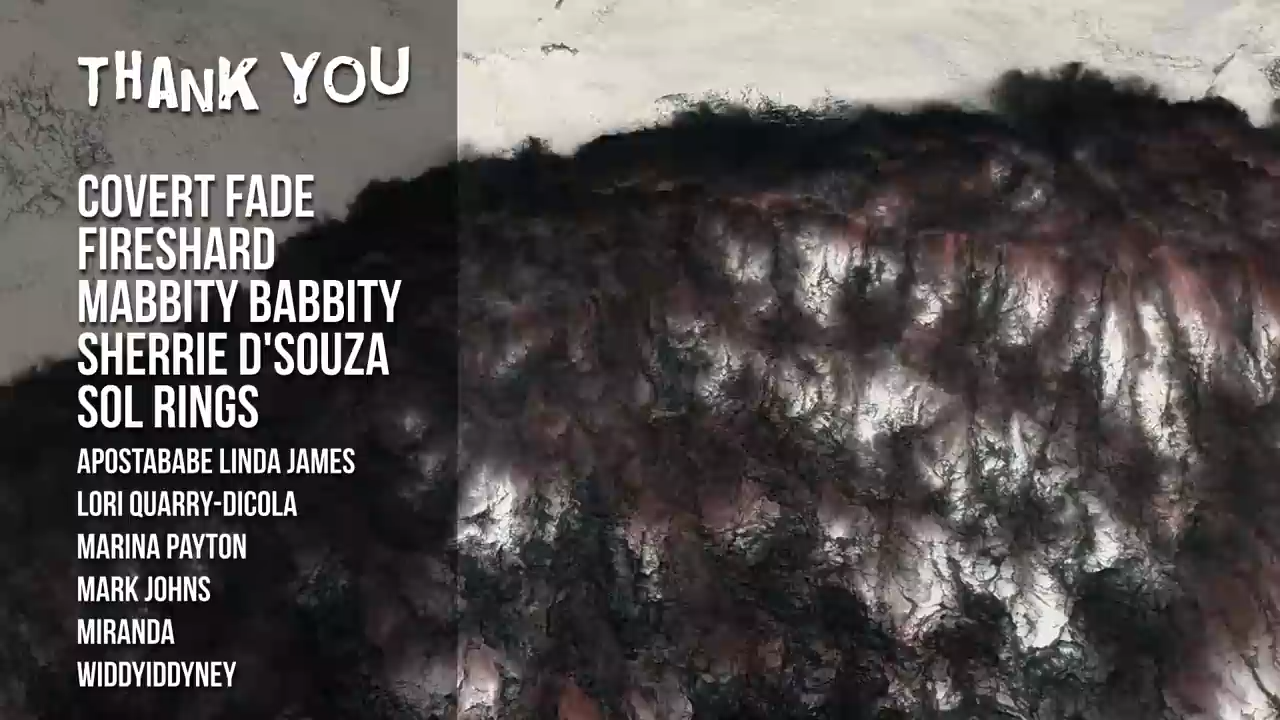 THANK YOU
COVERT FADE
FIRESHARD
MABBITY BABBITY
SHERRIE D'SOUZA
SOL RINGS
APOSTABABE LINDA JAMES
LORI QUARRY-DICOLA
MARINA PAYTON
MARK JOHNS
MIRANDA
WIDDYIDDYNEY